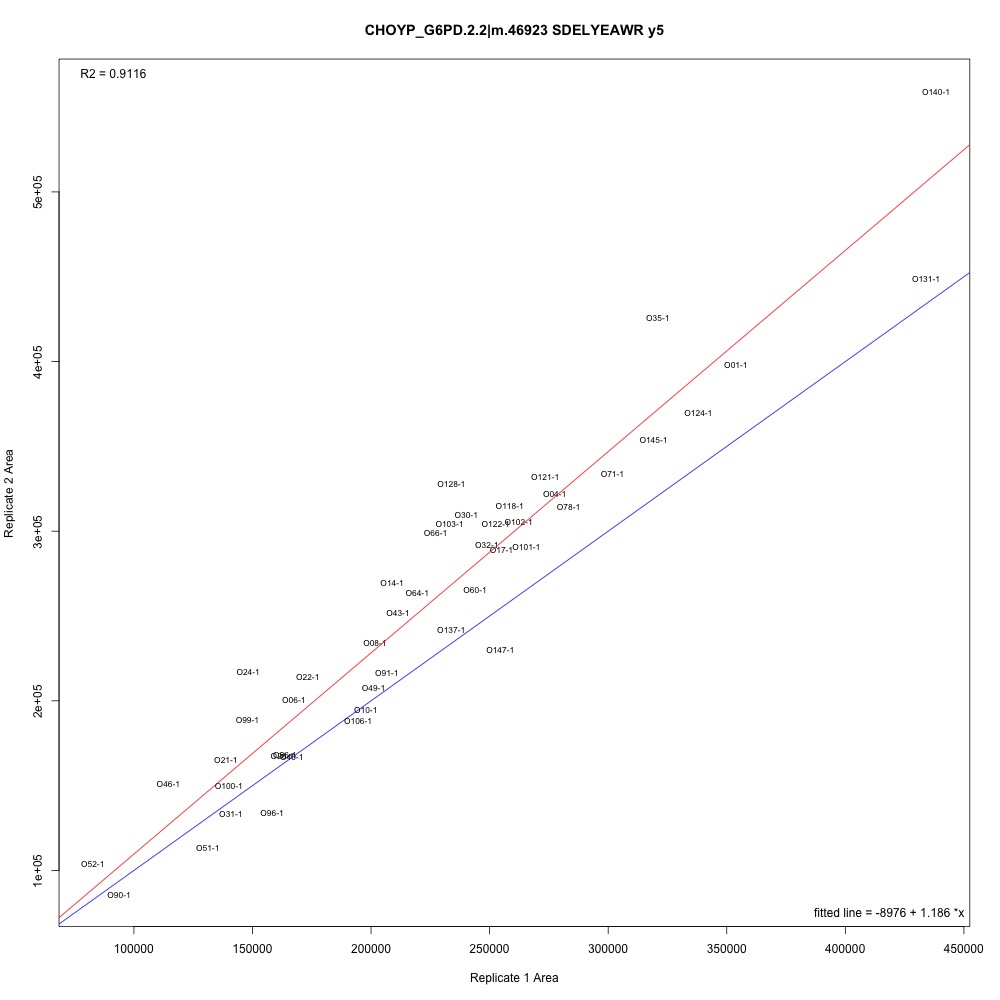 CHOYP_G6PD.2.2|m.46923 SDELYEAWR y5
R2 = 0.9116
O140-1
5e+05
O131-1
O35-1
4e+05
O01-1
O124-1
O145-1
O71-1
O121-1
O128-1
O04-1
O118-1
O78-1
O30-1
O103-1
O122-1
O102-1
3e+05
O66-1
O32-1
O17-1
O101-1
O14-1
O64-1
O60-1
O43-1
O137-1
O08-1
O147-1
O24-1
O22-1
O91-1
O49-1
2e+05
O06-1
O10-1
O99-1
O106-1
O21-1
O46-1
O100-1
O31-1
O96-1
O51-1
1e+05
O52-1
O90-1
fitted line = -8976 + 1.186 *x
100000 150000 200000 250000 300000 350000 400000 450000
Replicate 1 Area
Replicate 2 Area